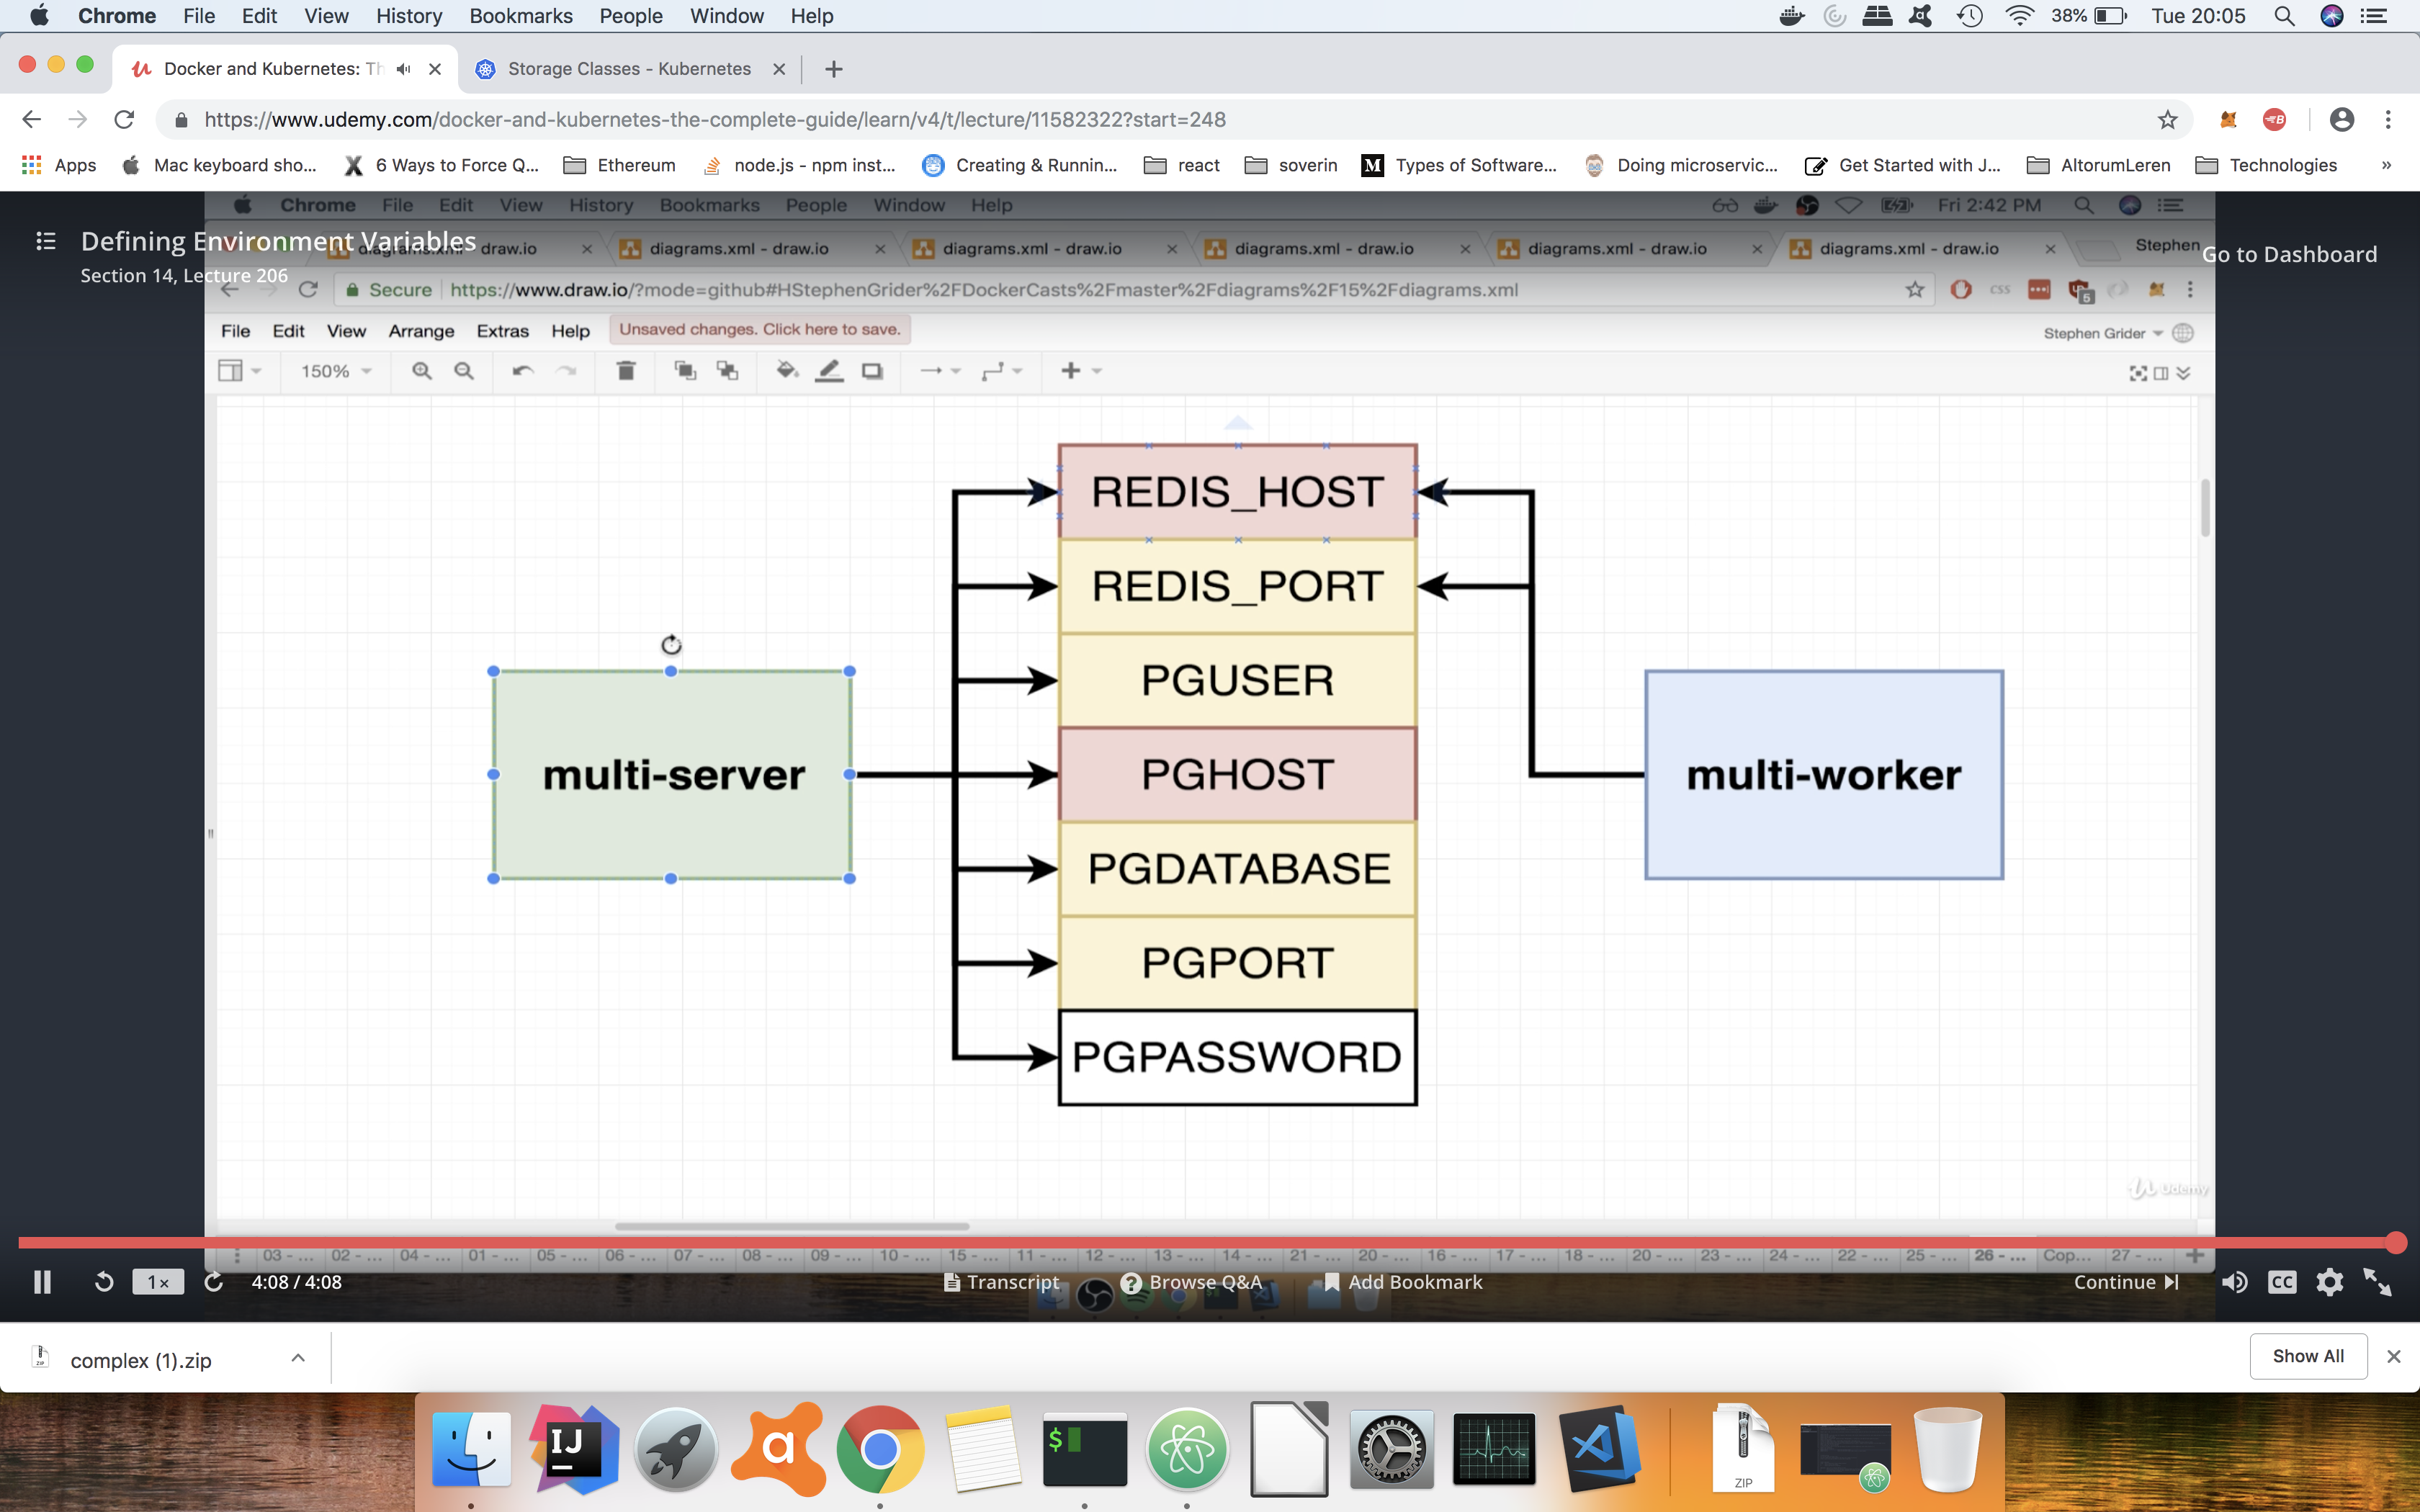 Chrome File Edit View History Bookmarks People Window Help 38% Tue 20:05
Docker and Kubernetes: Th
Storage Classes - Kubernetes
https://www.udemy.com/docker-and-kubernetes-the-complete-guide/learn/v4/t/lecture/11582322?start=248
Apps Mac keyboard sho... 6 Ways to Force Q... Ethereum node.js - npm inst... Creating & Runnin... react soverin Types of Software... Doing microservic... Get Started with J... AltorumLeren Technologies »
Chrome File Edit View History Bookmarks People Window Help Fri 2:42 PM
Defining Environment Variables
Section 14, Lecture 206
Go to Dashboard
diagrams.xml - draw.io diagrams.xml - draw.io diagrams.xml - draw.io diagrams.xml - draw.io diagrams.xml - draw.io diagrams.xml - draw.io Stephen
Secure https://www.draw.io/?mode=github#HStephenGrider%2FDockerCasts%2Fmaster%2Fdiagrams%2F15%2Fdiagrams.xml
File Edit View Arrange Extras Help Unsaved changes. Click here to save. Stephen Grider
150%
REDIS_HOST
REDIS_PORT
PGUSER
multi-server
PGHOST
multi-worker
PGDATABASE
PGPORT
PGPASSWORD
Udemy
03 - ... 02 - ... 04 - ... 01 - ... 05 - ... 06 - ... 07 - ... 08 - ... 09 - ... 10 - ... 15 - ... 11 - ... 12 - ... 13 - ... 14 - ... 21 - ... 20 - ... 16 - ... 17 - ... 18 - ... 20 - ... 23 - ... 24 - ... 22 - ... 25 - ... 26 - ... Cop... 27 - ...
1x 4:08 / 4:08 Transcript Browse Q&A Add Bookmark Continue CC
complex (1).zip Show All
IJ
ZIP